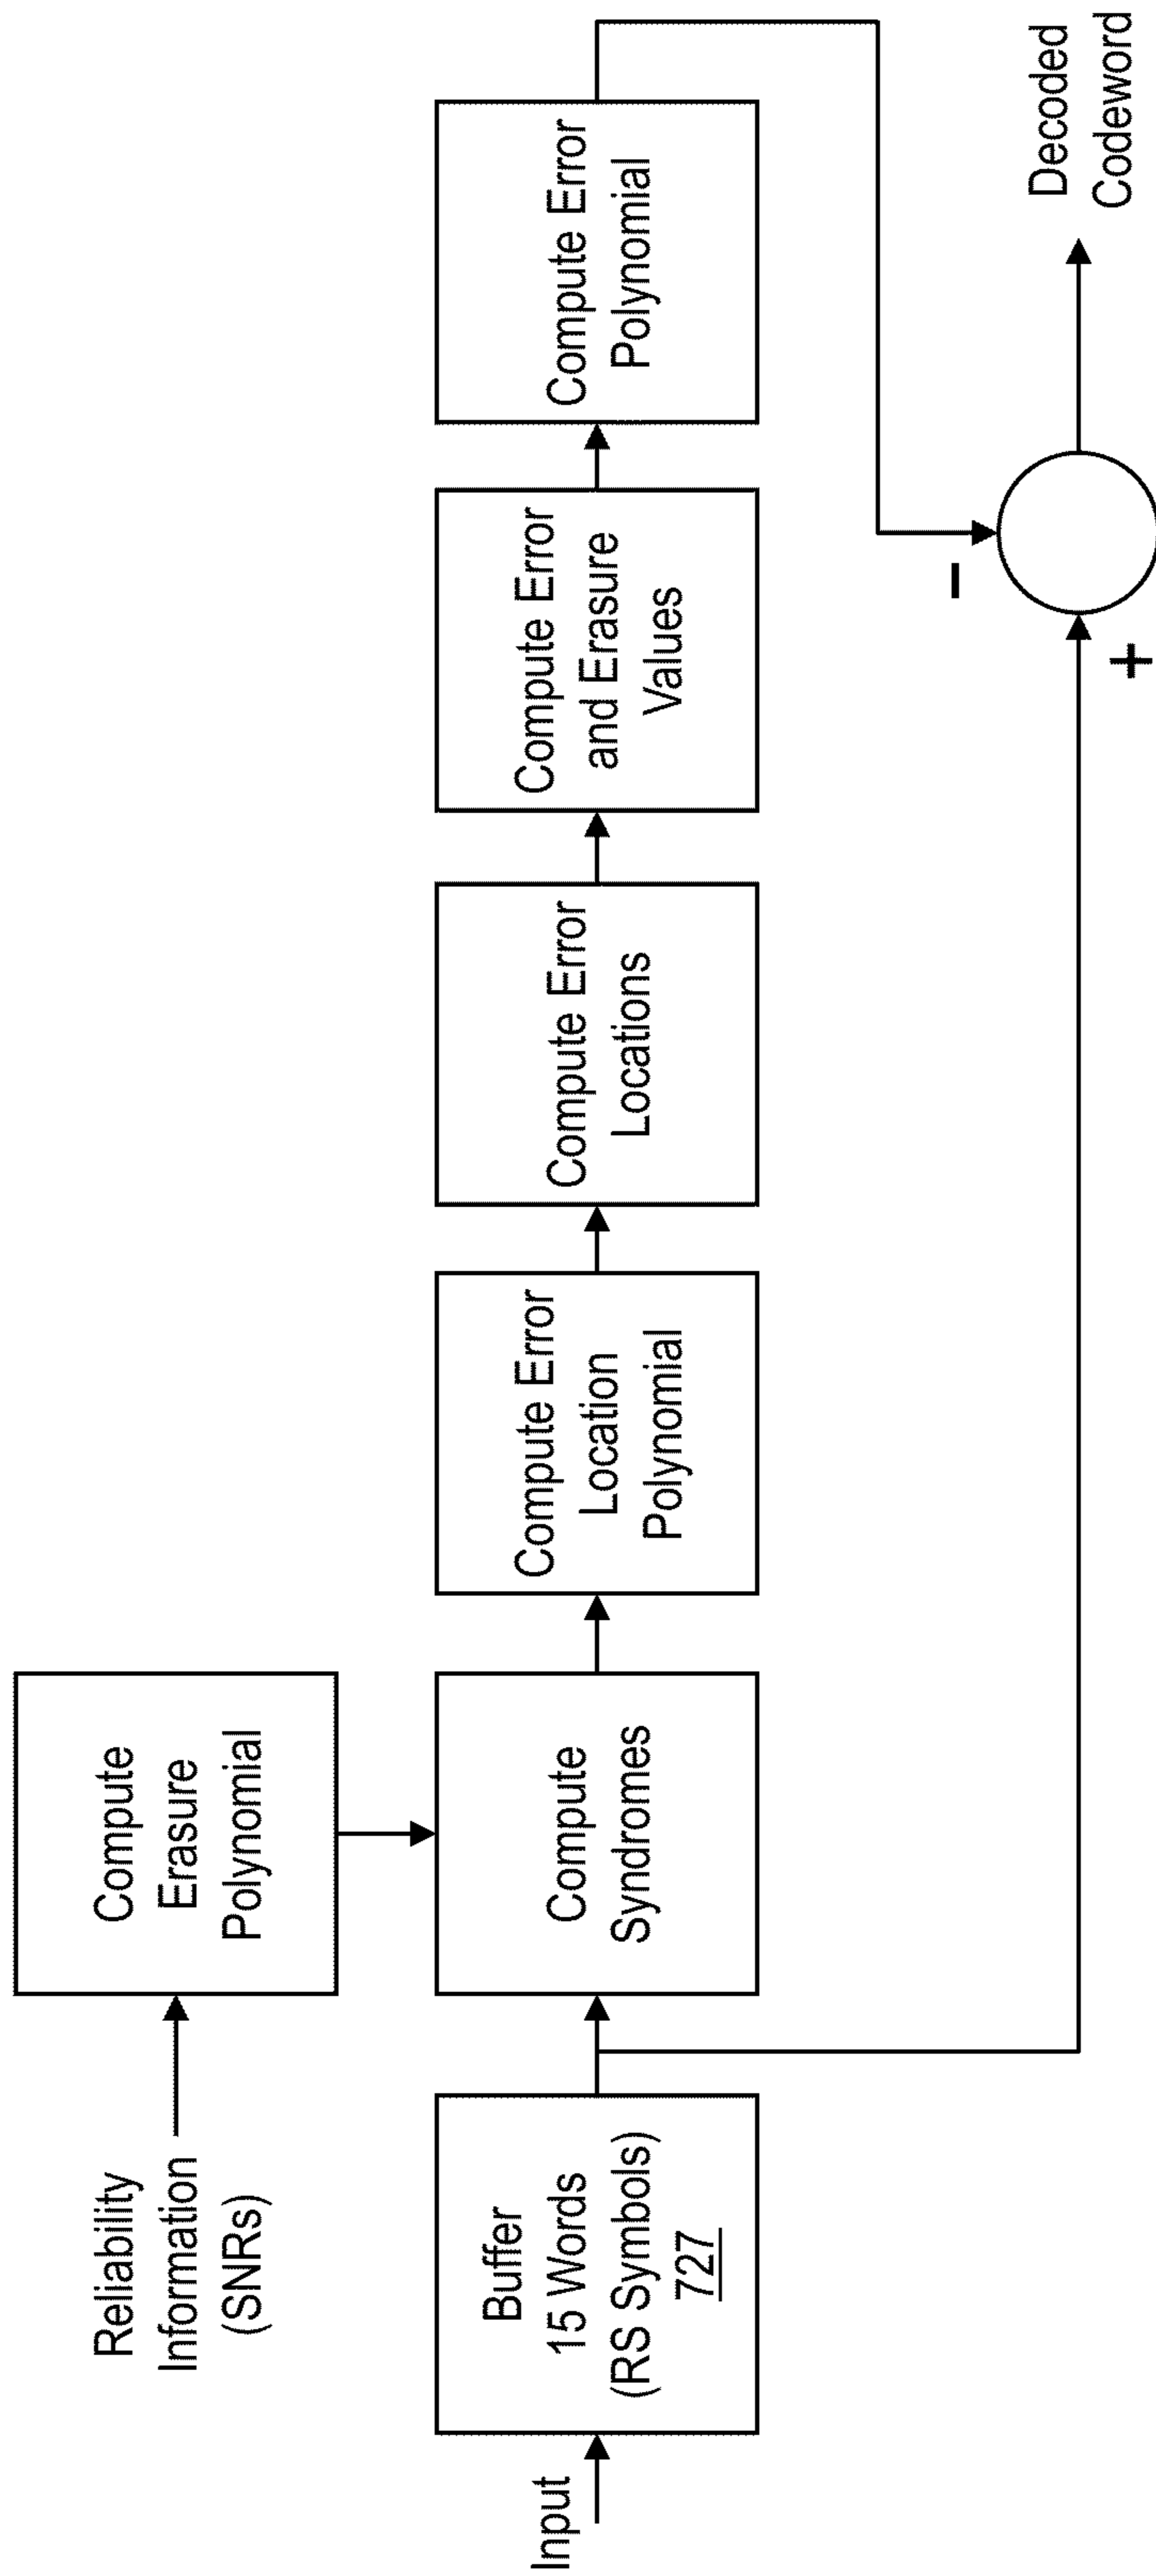 Reliability
Information
(SNRs)
Compute
Erasure
Polynomial
Input
Buffer
15 Words
(RS Symbols)
727
Compute
Syndromes
Compute Error
Location
Polynomial
Compute Error
Locations
Compute Error
and Erasure
Values
Compute Error
Polynomial
−
+
Decoded
Codeword